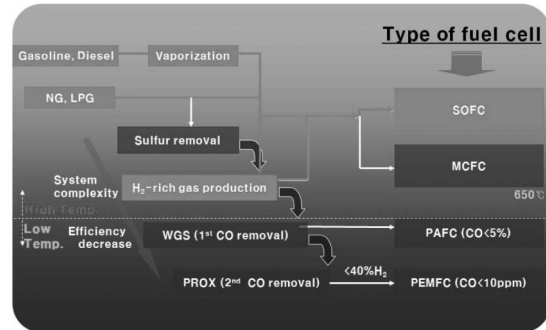 Type of fuel cell
Gasoline, Diesel
Vaporization
NG, LPG
SOFC
Sulfur removal
MCFC
System
complexity
H₂-rich gas production
650℃
High Temp.
Low
Temp.
Efficiency
decrease
WGS (1st CO removal)
PAFC (CO<5%)
<40%H₂
PROX (2nd CO removal)
PEMFC (CO<10ppm)